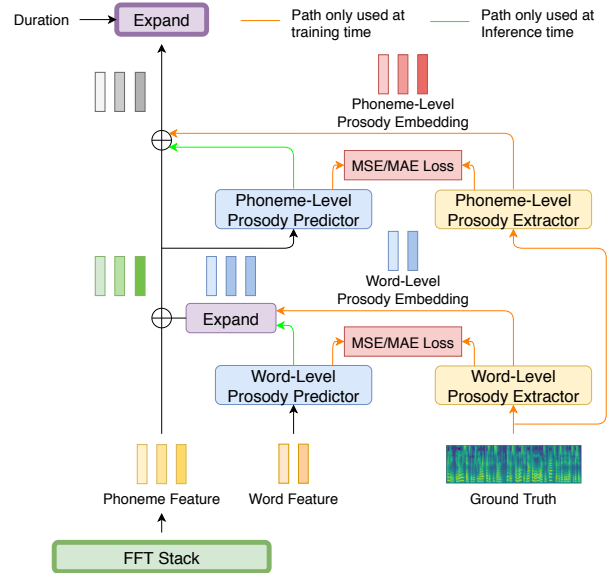 Duration
Expand
Path only used at
training time
Path only used at
Inference time
Phoneme-Level
Prosody Embedding
MSE/MAE Loss
Phoneme-Level
Prosody Predictor
Phoneme-Level
Prosody Extractor
Word-Level
Prosody Embedding
Expand
MSE/MAE Loss
Word-Level
Prosody Predictor
Word-Level
Prosody Extractor
Phoneme Feature
Word Feature
Ground Truth
FFT Stack